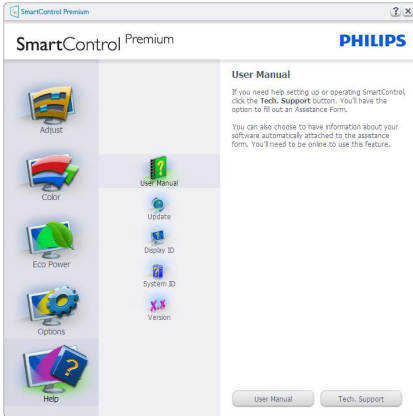 SmartControl Premium
SmartControl Premium
PHILIPS
Adjust
Color
Eco Power
Options
Help
User Manual
Update
Display ID
System ID
Version
User Manual
If you need help setting up or operating SmartControl,
click the Tech. Support button. You'll have the
option to fill out an Assistance Form.
You can also choose to have information about your
software automatically attached to the assistance
form. You'll need to be online to use this feature.
User Manual
Tech. Support